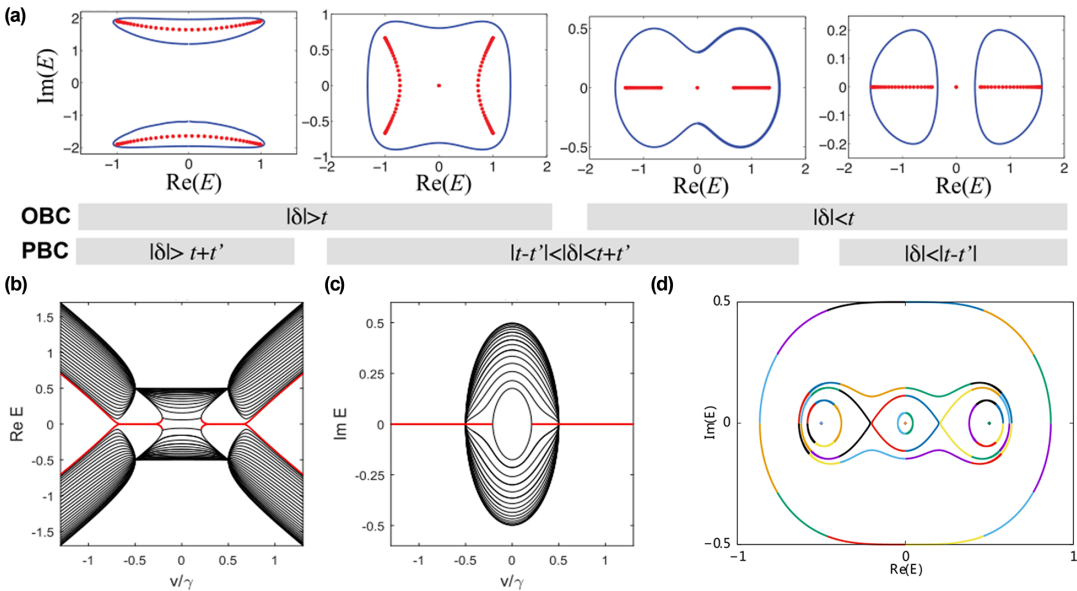 (a)
Im(E)
2
1
0
−1
−2
−1
0
1
Re(E)
1
0.5
0
−0.5
−1
−2
−1
0
1
2
Re(E)
0.5
0
−0.5
−2
−1
0
1
2
Re(E)
0.2
0.1
0
−0.1
−0.2
−2
−1
0
1
2
Re(E)
OBC |δ|>t |δ|<t
PBC |δ|> t+t’ |t-t’|<|δ|<t+t’ |δ|<|t-t’|
(b)
Re E
1.5
1
0.5
0
-0.5
-1
-1.5
-1 -0.5 0 0.5 1
v/γ
(c)
Im E
0.5
0.25
0
-0.25
-0.5
-1 -0.5 0 0.5 1
v/γ
(d)
Im(E)
0.5
0
−0.5
−1 0 1
Re(E)